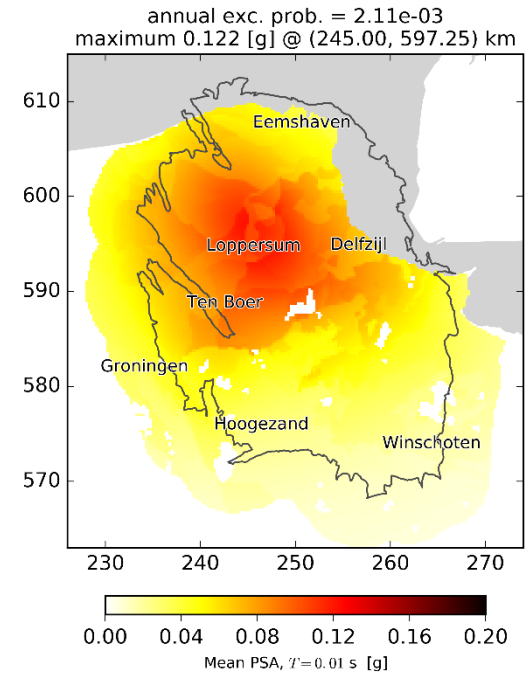 annual exc. prob. = 2.11e-03
maximum 0.122 [g] @ (245.00, 597.25) km
610
Eemshaven
600
Loppersum
Delfzijl
590
Ten Boer
Groningen
580
Hoogezand
Winschoten
570
230 240 250 260 270
0.00 0.04 0.08 0.12 0.16 0.20
Mean PSA, T=0.01 s [g]